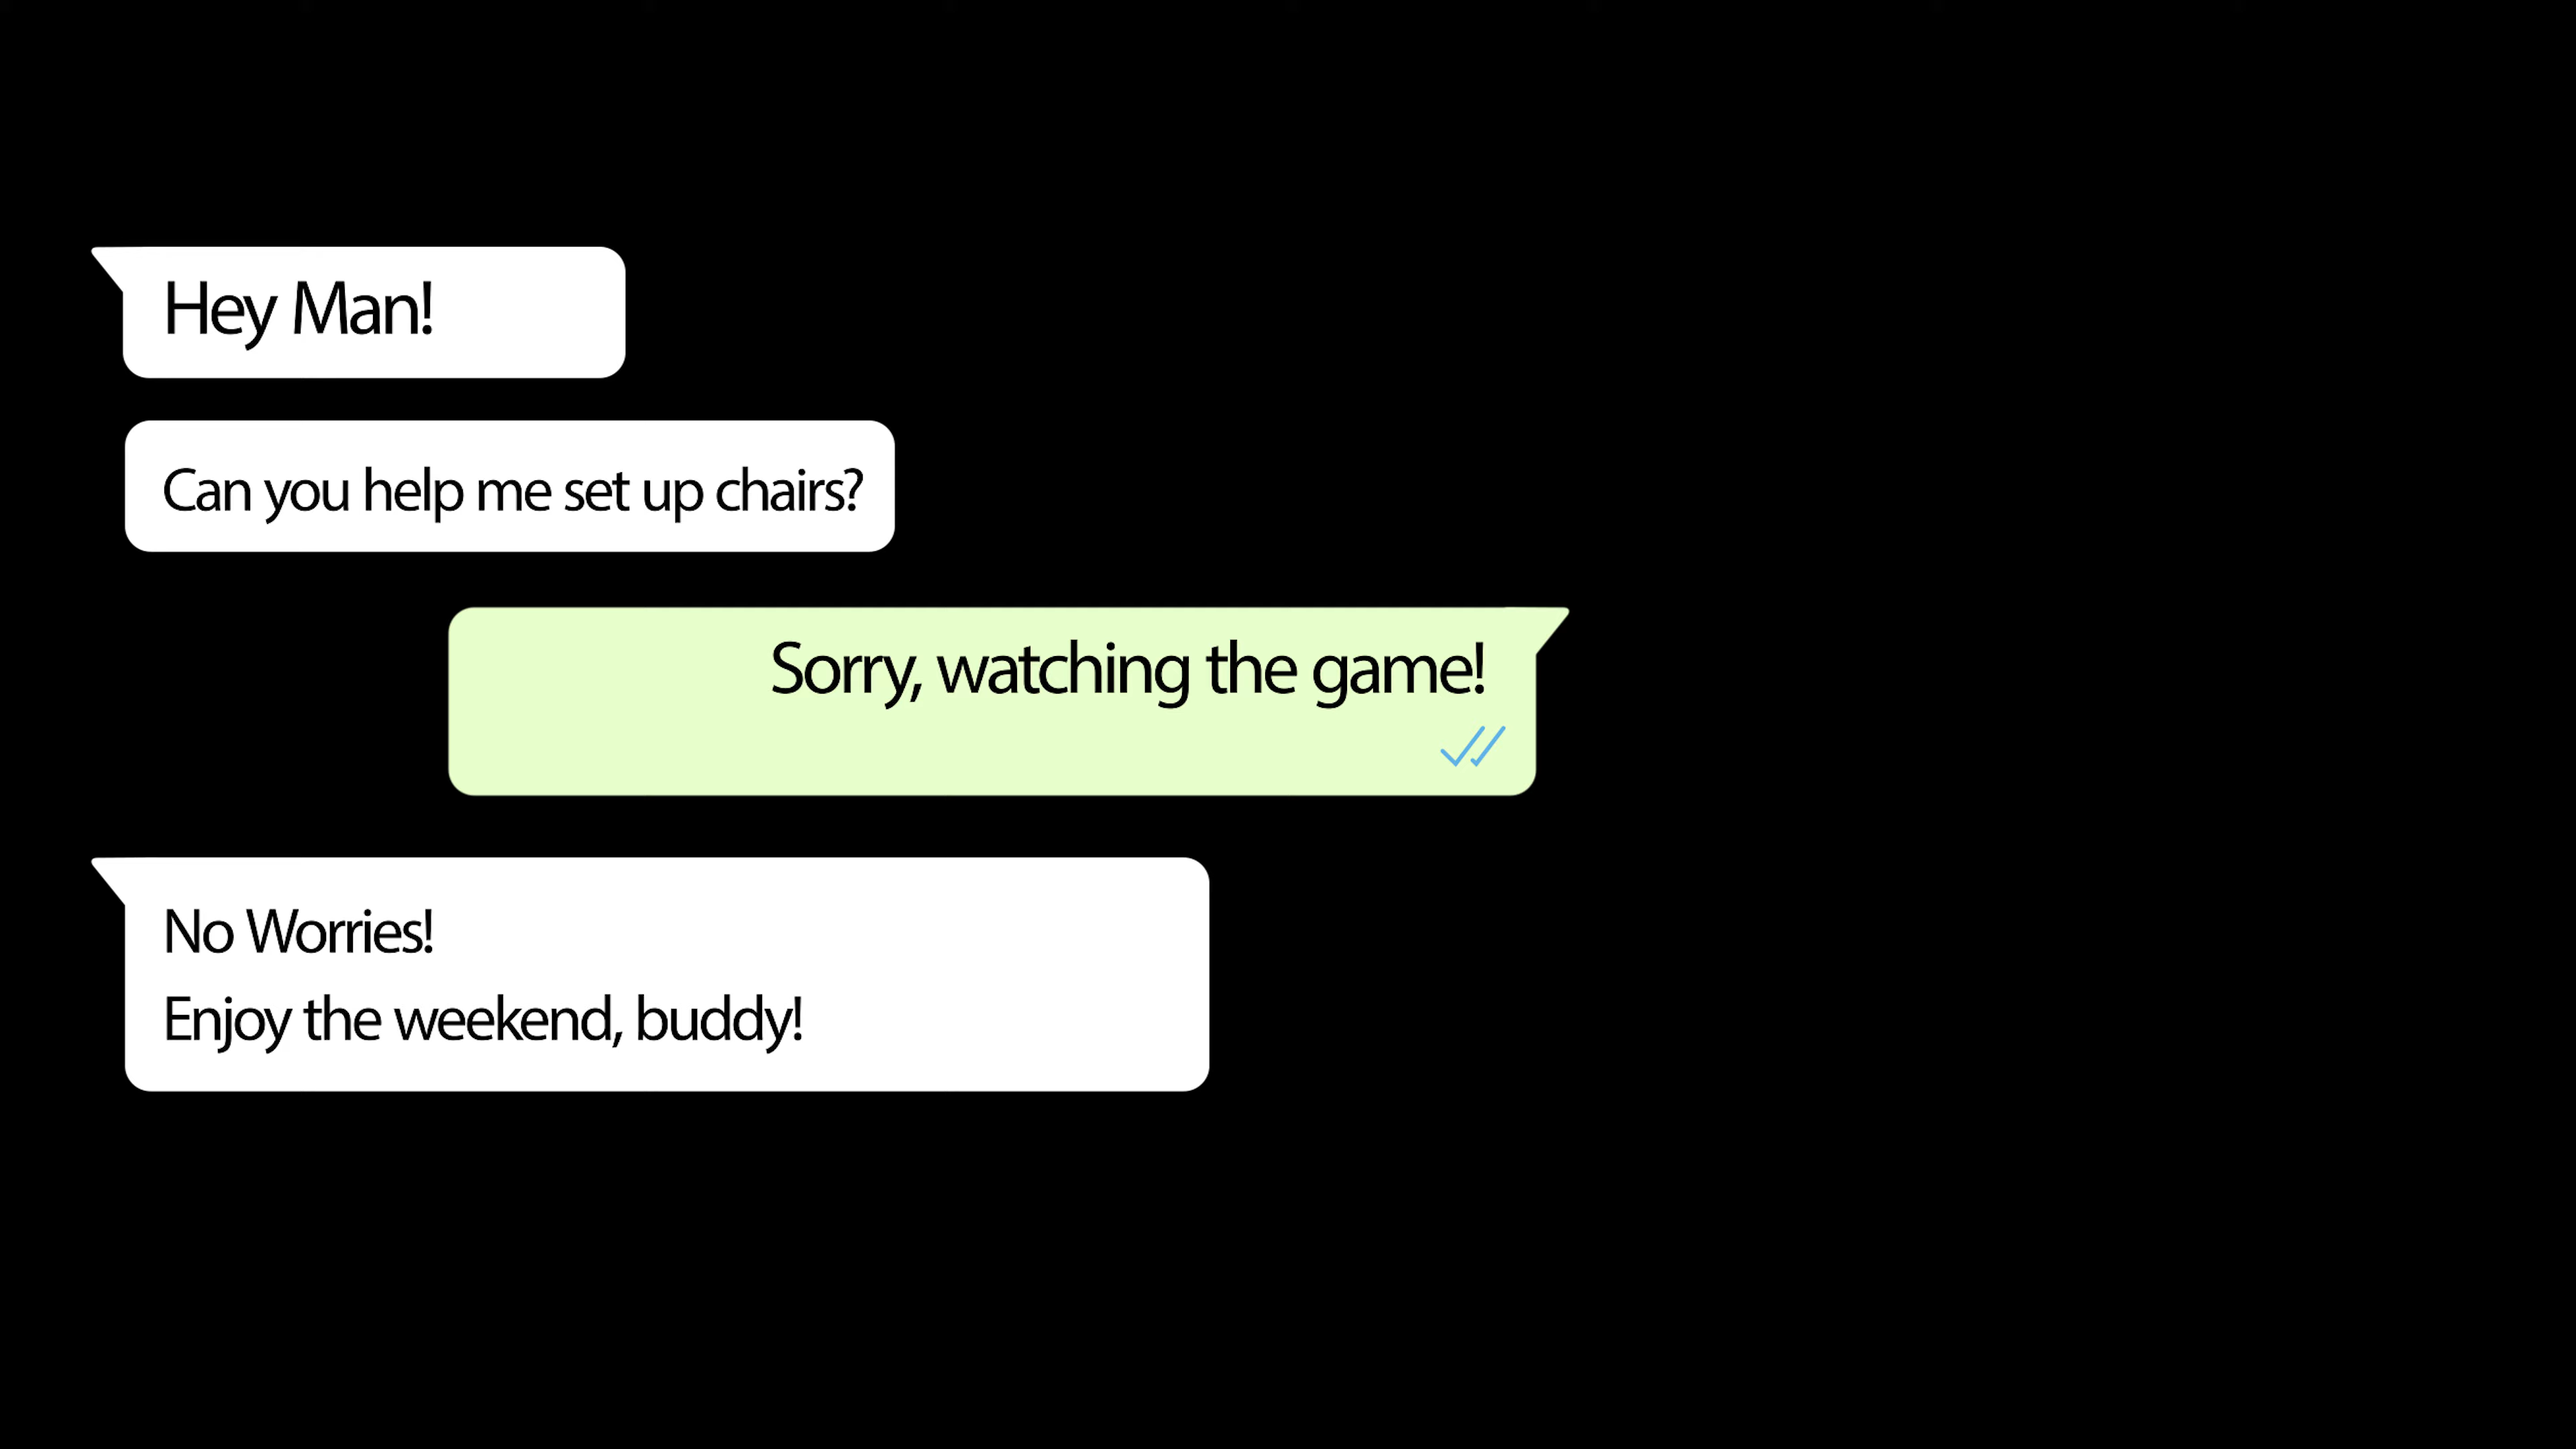 Hey Man!
Can you help me set up chairs?
Sorry, watching the game!
No Worries!
Enjoy the weekend, buddy!